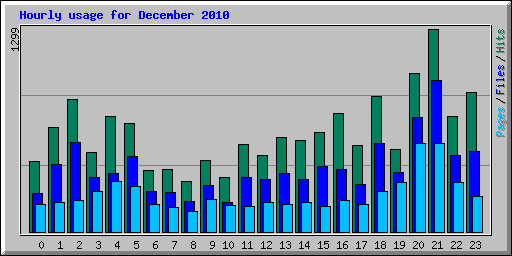 Hourly usage for December 2010
1299
Pages / Files / Hits
0 1 2 3 4 5 6 7 8 9 10 11 12 13 14 15 16 17 18 19 20 21 22 23